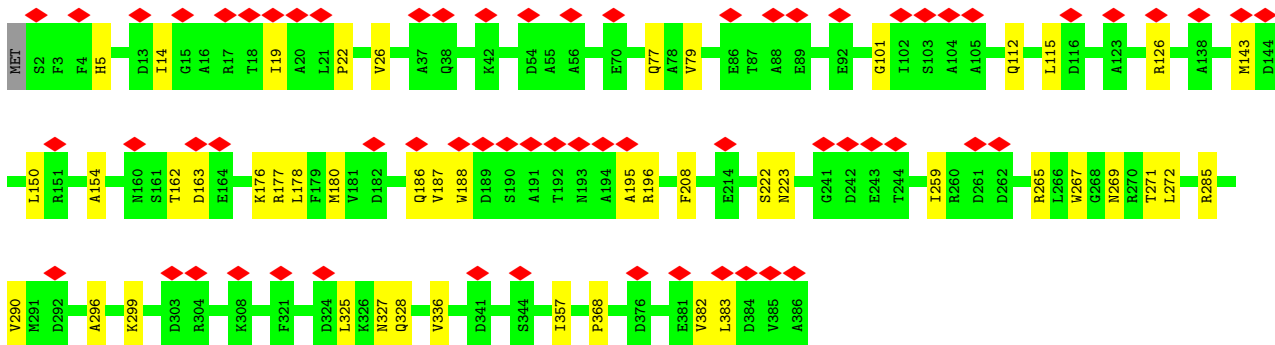 MET S2 F3 F4 H5 D13 I14 G15 A16 R17 T18 I19 A20 L21 P22 V26 A37 Q38 K42 D54 A55 A56 E70 Q77 A78 V79 E86 T87 A88 E89 E92 G101 I102 S103 A104 A105 Q112 L115 D116 A123 R126 A138 M143 D144
L150 R151 A154 N160 S161 T162 D163 E164 K176 R177 L178 F179 M180 V181 D182 Q186 V187 W188 D189 S190 A191 T192 N193 A194 A195 R196 F208 E214 S222 N223 G241 D242 E243 T244 I259 R260 D261 D262 R265 L266 W267 G268 N269 R270 T271 L272 R285
V290 M291 D292 A296 K299 D303 R304 K308 F321 D324 L325 K326 N327 Q328 V336 D341 S344 I357 P368 D376 E381 V382 L383 D384 V385 A386